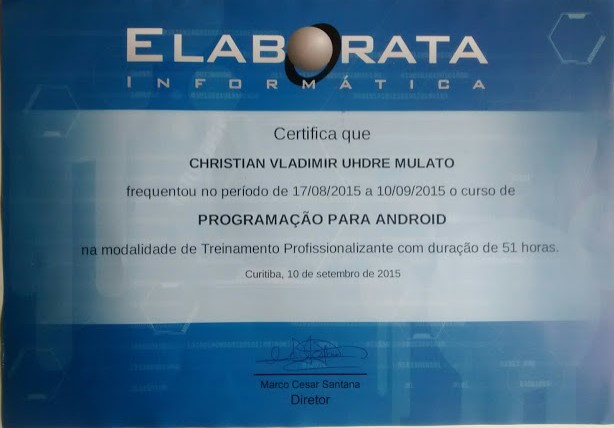 ELABORATA
INFORMÁTICA
Certifica que
CHRISTIAN VLADIMIR UHDRE MULATO
frequentou no período de 17/08/2015 a 10/09/2015 o curso de
PROGRAMAÇÃO PARA ANDROID
na modalidade de Treinamento Profissionalizante com duração de 51 horas.
Curitiba, 10 de setembro de 2015
Marco Cesar Santana
Diretor